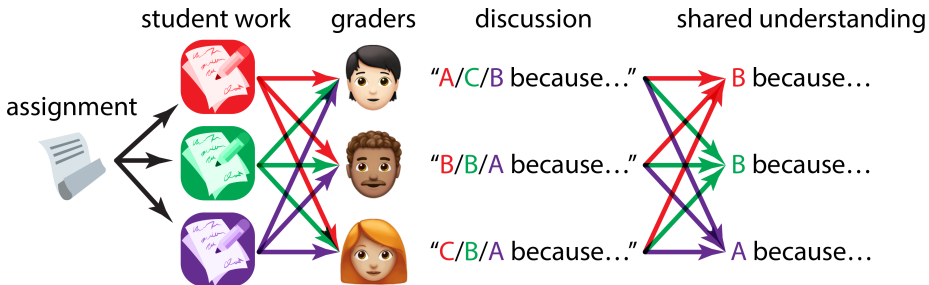 student work
graders
discussion
shared understanding
assignment
“A/C/B because…”
B because…
“B/B/A because…”
B because…
“C/B/A because…”
A because…